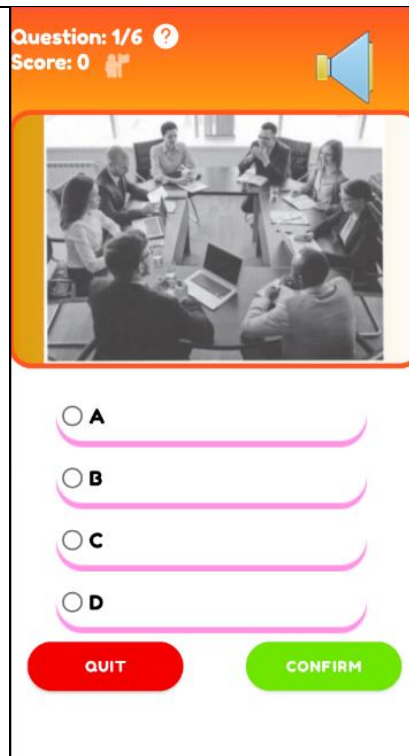 Question: 1/6 ?
Score: 0
A
B
C
D
QUIT
CONFIRM